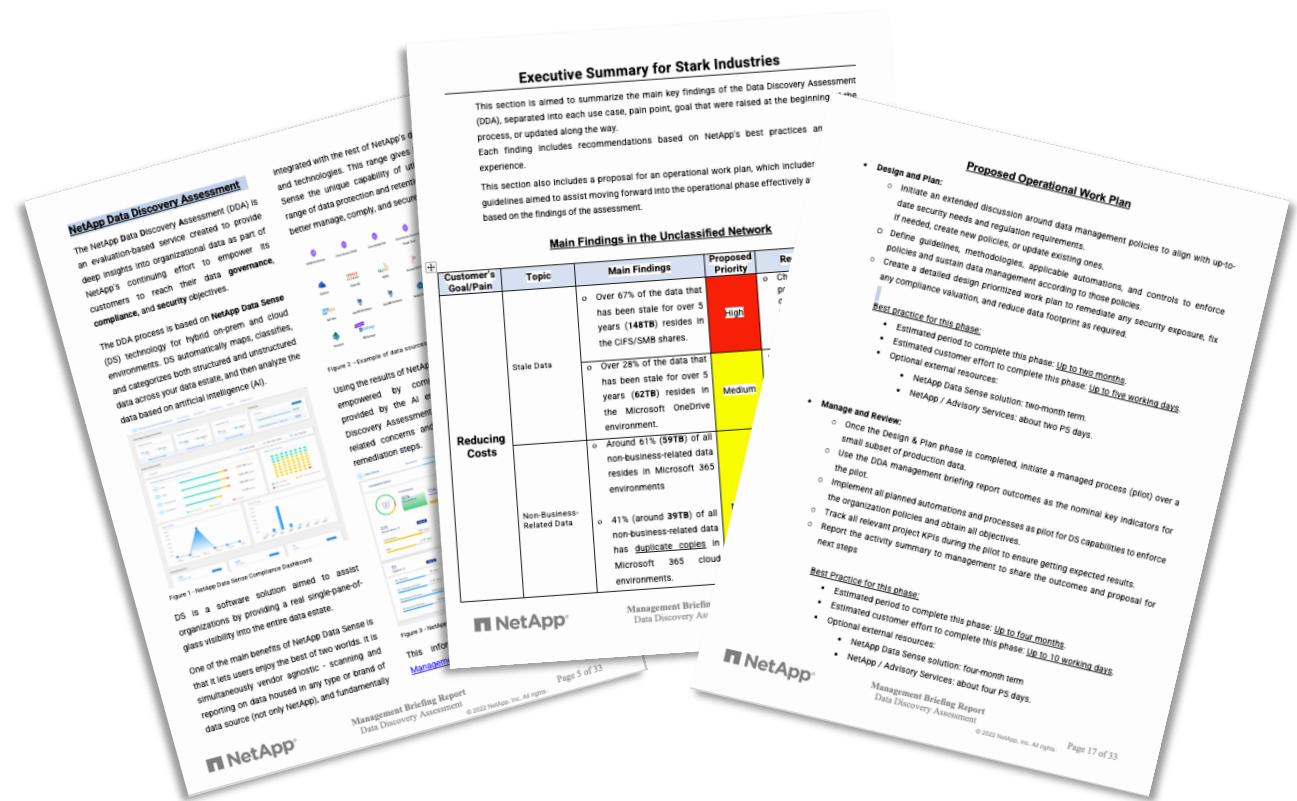 NetApp Data Discovery Assessment
The NetApp Data Discovery Assessment (DDA) is
an evaluation-based service created to provide
deep insights into organizational data as part of
NetApp's continuing effort to empower its
customers to reach their data governance,
compliance, and security objectives.
The DDA process is based on NetApp Data Sense
(DS) technology for hybrid on-prem and cloud
environments. DS automatically maps, classifies,
and categorizes both structured and unstructured
data across your data estate, and then analyze the
data based on artificial intelligence (AI).
Figure 1 - NetApp Data Sense Compliance Dashboard
DS is a software solution aimed to assist
organizations by providing a real single-pane-of-
glass visibility into the entire data estate.
One of the main benefits of NetApp Data Sense is
that it lets users enjoy the best of two worlds. It is
simultaneously vendor agnostic - scanning and
reporting on data housed in any type or brand of
data source (not only NetApp), and fundamentally
integrated with the rest of NetApp's d
and technologies. This range gives
Sense the unique capability of
range of data protection and retenti
better manage, comply, and secure
Figure 2 - Example of data sources
Using the results of NetAp
empowered by
provided by the AI
Discovery Assessment
related concerns and
remediation steps.
Figure 3 - NetAp
This infor
Manageme
NetApp
Management Briefing Report
Data Discovery Assessment
© 2022 NetApp, Inc. All rights
Page 5 of 33
Executive Summary for Stark Industries
This section is aimed to summarize the main key findings of the Data Discovery Assessment
(DDA), separated into each use case, pain point, goal that were raised at the beginning of the
process, or updated along the way.
Each finding includes recommendations based on NetApp's best practices an
experience.
This section also includes a proposal for an operational work plan, which includes
guidelines aimed to assist moving forward into the operational phase effectively a
based on the findings of the assessment.
Main Findings in the Unclassified Network
Customer's
Goal/Pain
Topic
Main Findings
Proposed
Priority
Re
Reducing
Costs
Stale Data
Over 67% of the data that
has been stale for over 5
years (148TB) resides in
the CIFS/SMB shares.
High
Ch
Over 28% of the data that
has been stale for over 5
years (62TB) resides in
the Microsoft OneDrive
environment.
Medium
Non-Business-
Related Data
Around 61% (59TB) of all
non-business-related data
resides in Microsoft 365
environments
41% (around 39TB) of all
non-business-related data
has duplicate copies in
Microsoft 365 cloud
environments.
NetApp
Management Briefin
Data Discovery As
Proposed Operational Work Plan
• Design and Plan:
o Initiate an extended discussion around data management policies to align with up-to-
date security needs and regulation requirements.
If needed, create new policies, or update existing ones.
o Define guidelines, methodologies, applicable automations, and controls to enforce
policies and sustain data management according to those policies.
o Create a detailed design prioritized work plan to remediate any security exposure, fix
any compliance valuation, and reduce data footprint as required.
Best practice for this phase:
• Estimated period to complete this phase: Up to two months.
• Estimated customer effort to complete this phase: Up to five working days.
• Optional external resources:
• NetApp Data Sense solution: two-month term.
• NetApp / Advisory Services: about two PS days.
• Manage and Review:
o Once the Design & Plan phase is completed, initiate a managed process (pilot) over a
small subset of production data.
o Use the DDA management briefing report outcomes as the nominal key indicators for
the pilot.
o Implement all planned automations and processes as pilot for DS capabilities to enforce
the organization policies and obtain all objectives.
o Track all relevant project KPIs during the pilot to ensure getting expected results.
o Report the activity summary to management to share the outcomes and proposal for
next steps
Best Practice for this phase:
• Estimated period to complete this phase: Up to four months.
• Estimated customer effort to complete this phase: Up to 10 working days.
• Optional external resources:
• NetApp Data Sense solution: four-month term
• NetApp / Advisory Services: about four PS days.
NetApp
Management Briefing Report
Data Discovery Assessment
© 2022 NetApp, Inc. All rights
Page 17 of 33